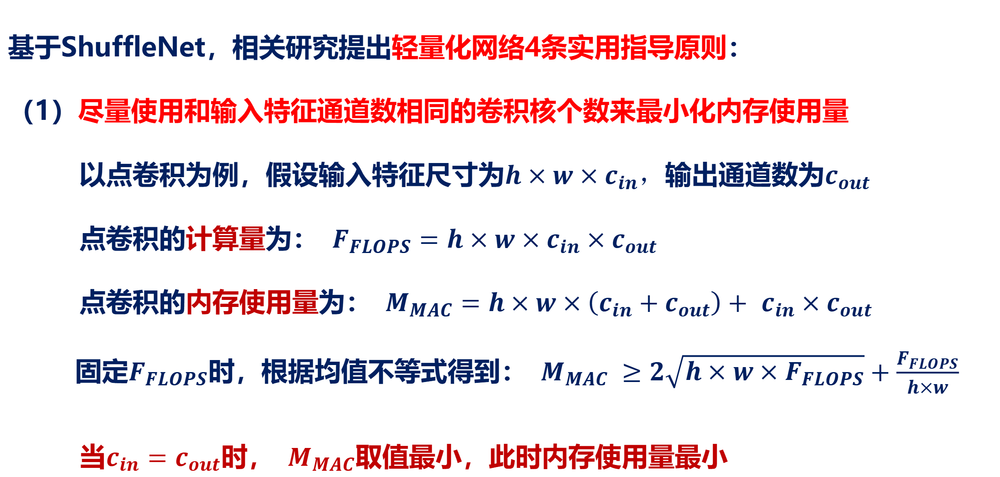 基于ShuffleNet，相关研究提出轻量化网络4条实用指导原则：
（1）尽量使用和输入特征通道数相同的卷积核个数来最小化内存使用量
以点卷积为例，假设输入特征尺寸为$h \times w \times c_{in}$，输出通道数为$c_{out}$
点卷积的计算量为： $F_{FLOPS} = h \times w \times c_{in} \times c_{out}$
点卷积的内存使用量为： $M_{MAC} = h \times w \times (c_{in} + c_{out}) + c_{in} \times c_{out}$
固定$F_{FLOPS}$时，根据均值不等式得到： $M_{MAC} \geq 2\sqrt{h \times w \times F_{FLOPS}} + \frac{F_{FLOPS}}{h \times w}$
当$c_{in} = c_{out}$时， $M_{MAC}$取值最小，此时内存使用量最小